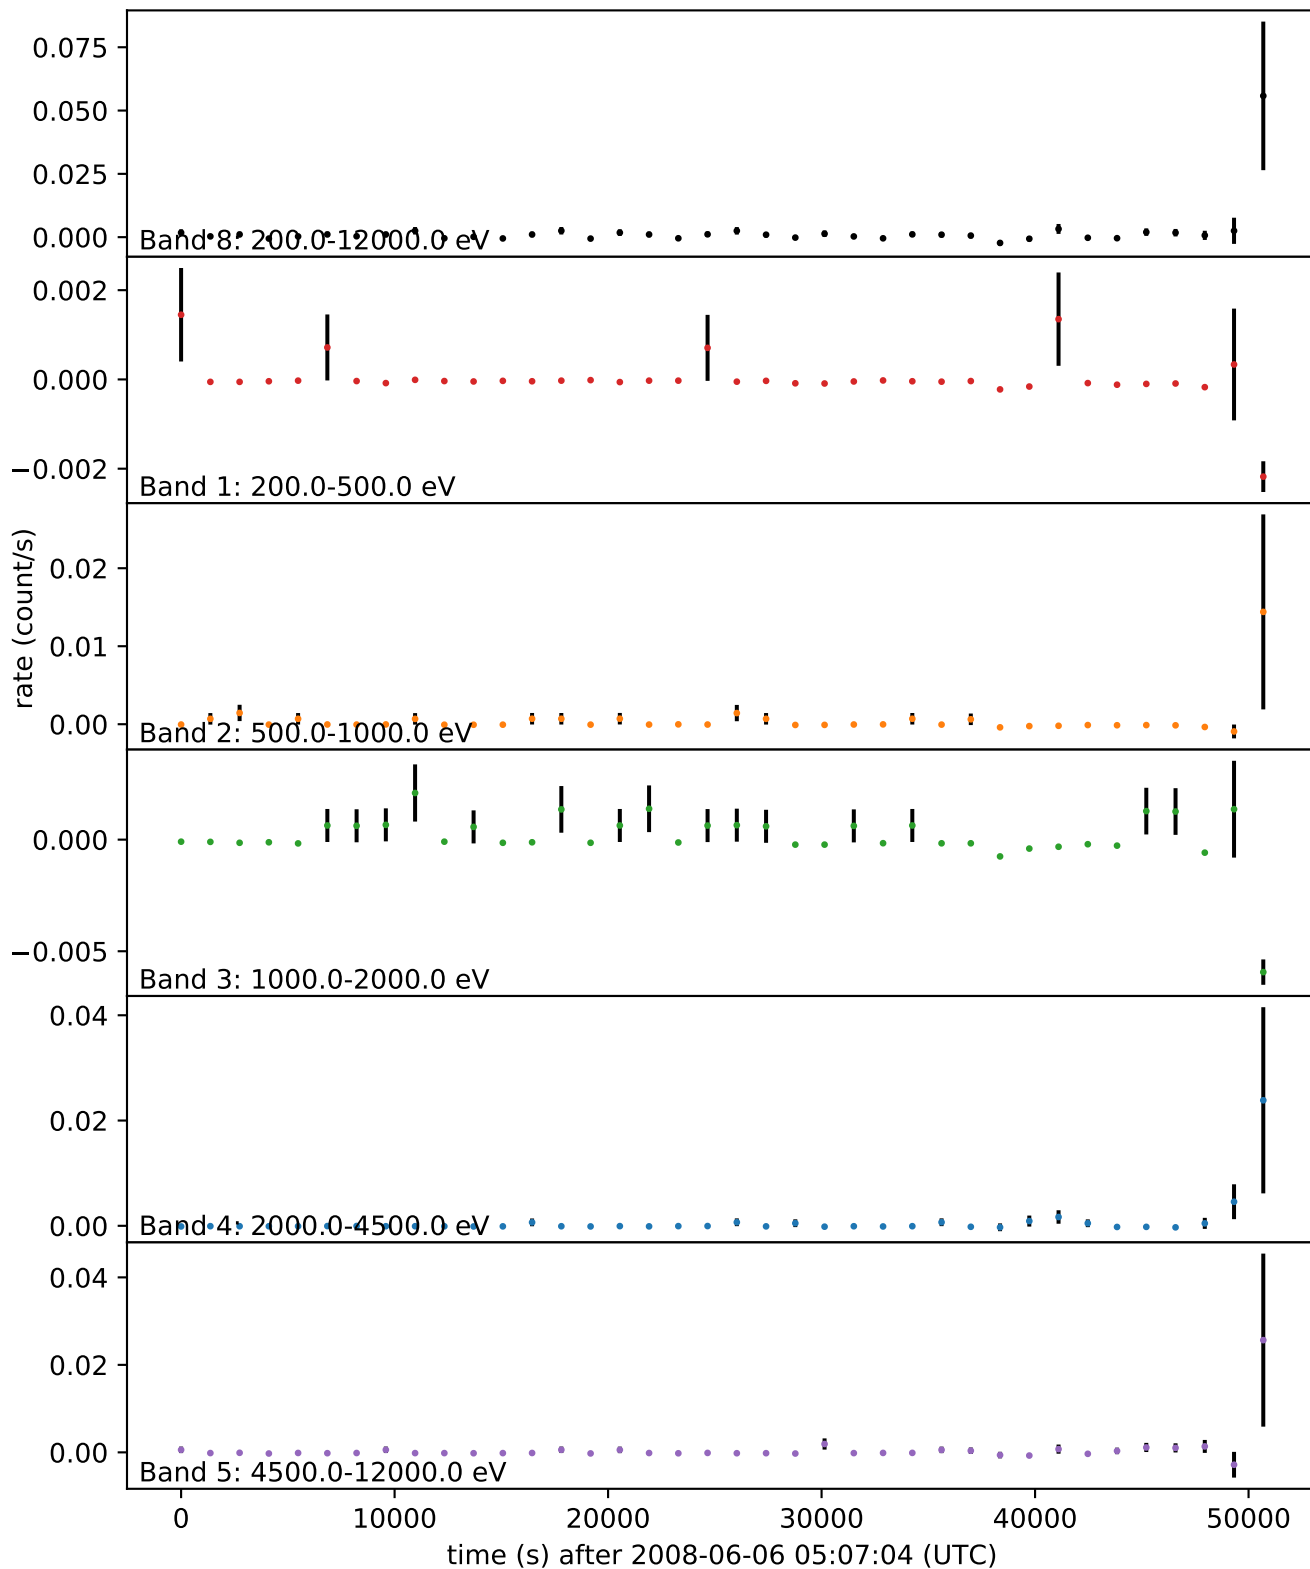 0.075
0.050
0.025
0.000
Band 8: 200.0-12000.0 eV
0.002
0.000
−0.002
Band 1: 200.0-500.0 eV
rate (count/s)
0.02
0.01
0.00
Band 2: 500.0-1000.0 eV
0.000
−0.005
Band 3: 1000.0-2000.0 eV
0.04
0.02
0.00
Band 4: 2000.0-4500.0 eV
0.04
0.02
0.00
Band 5: 4500.0-12000.0 eV
0 10000 20000 30000 40000 50000
time (s) after 2008-06-06 05:07:04 (UTC)